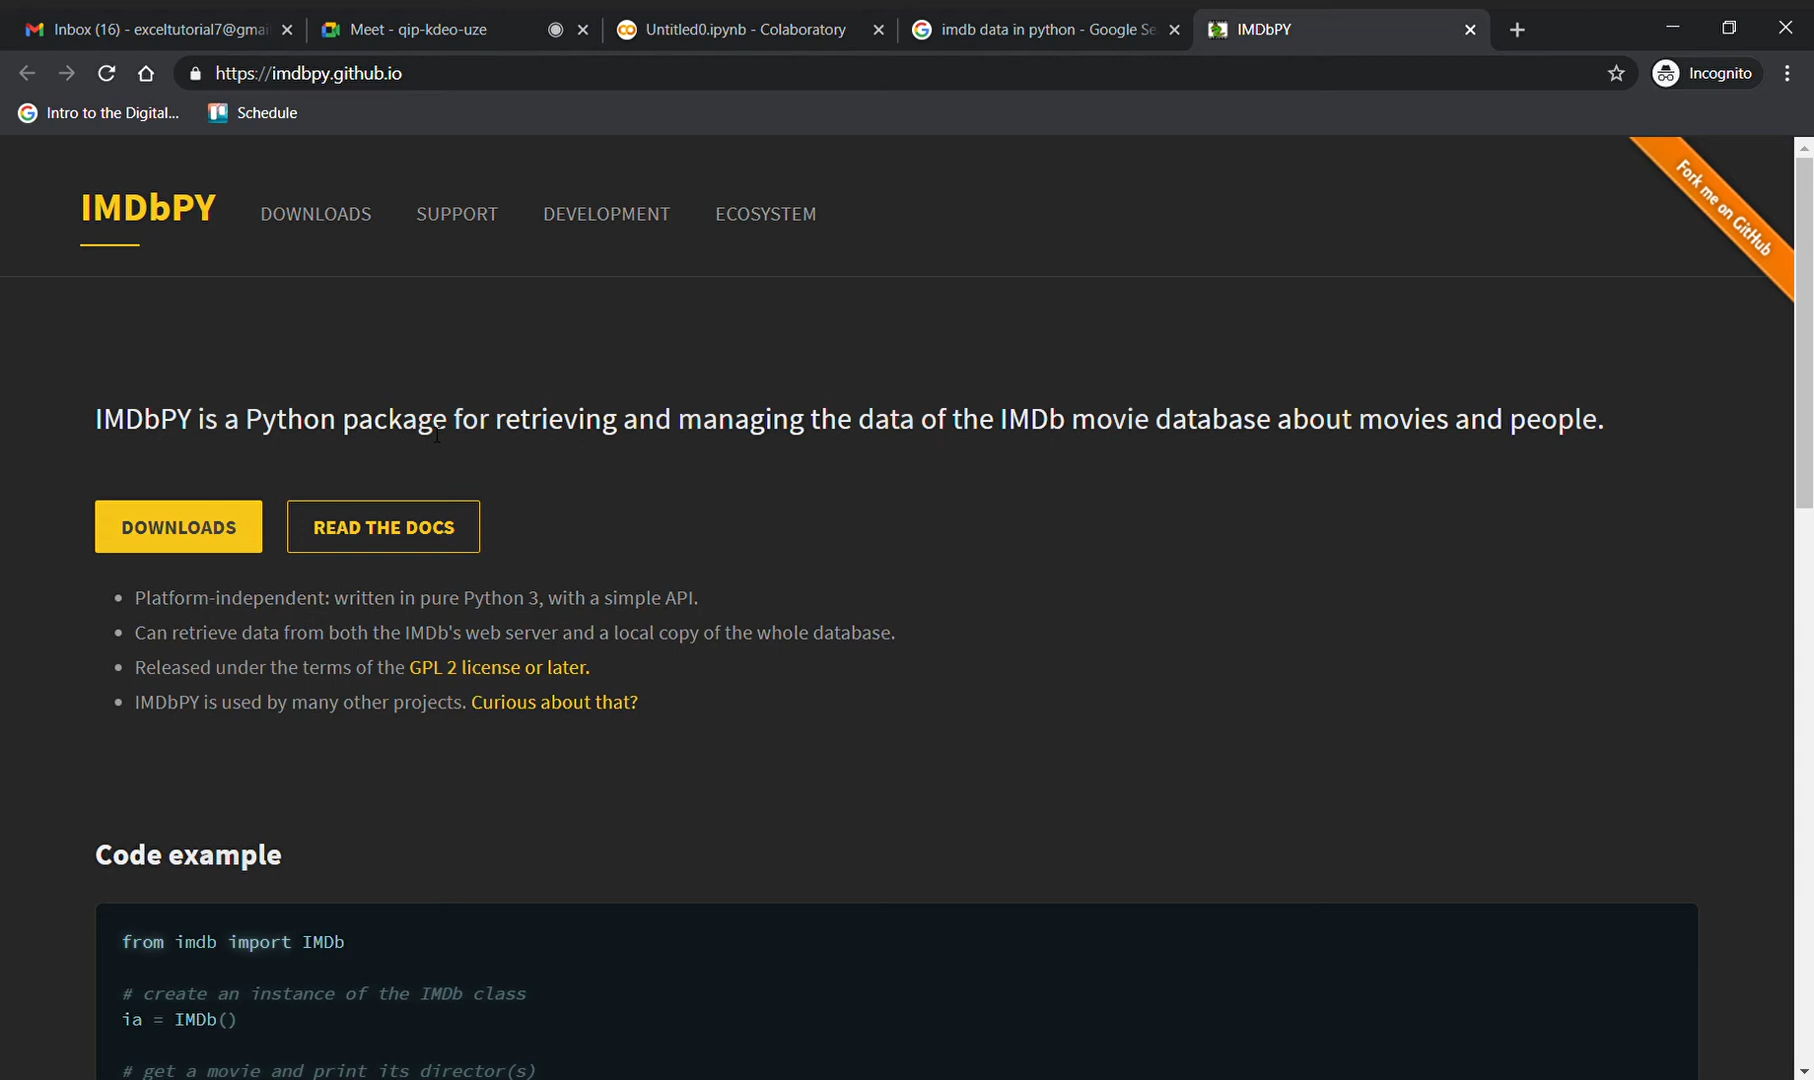 Inbox (16) - exceltutorial7@gmai
Meet - qip-kdeo-uze
Untitled0.ipynb - Colaboratory
imdb data in python - Google Se
IMDbPY
https://imdbpy.github.io
Incognito
Intro to the Digital...
Schedule
IMDbPY
DOWNLOADS
SUPPORT
DEVELOPMENT
ECOSYSTEM
Fork me on GitHub
IMDbPY is a Python package for retrieving and managing the data of the IMDb movie database about movies and people.
DOWNLOADS
READ THE DOCS
• Platform-independent: written in pure Python 3, with a simple API.
• Can retrieve data from both the IMDb's web server and a local copy of the whole database.
• Released under the terms of the GPL 2 license or later.
• IMDbPY is used by many other projects. Curious about that?
Code example
from imdb import IMDb
# create an instance of the IMDb class
ia = IMDb()
# get a movie and print its director(s)